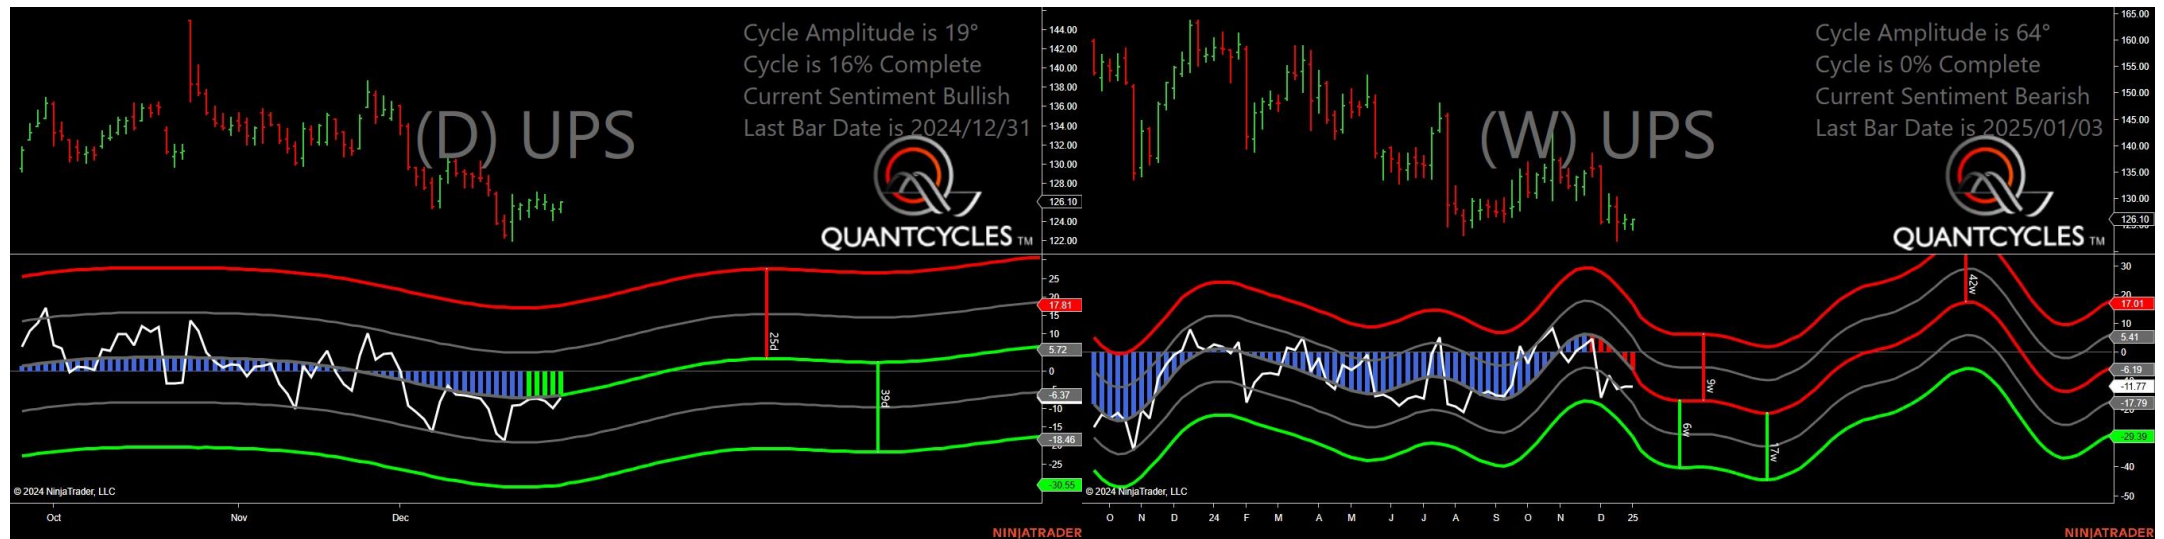 Cycle Amplitude is 19°
Cycle is 16% Complete
Current Sentiment Bullish
Last Bar Date is 2024/12/31
(D) UPS
QUANTCYCLES TM
144.00
142.00
140.00
138.00
136.00
134.00
132.00
130.00
128.00
126.10
124.00
122.00
25
20
17.81
15
10
5.72
0
-6.37
-10
-15
-18.46
-25
-30.55
25d
39d
© 2024 NinjaTrader, LLC
Oct Nov Dec
NINJATRADER
Cycle Amplitude is 64°
Cycle is 0% Complete
Current Sentiment Bearish
Last Bar Date is 2025/01/03
(W) UPS
QUANTCYCLES TM
165.00
160.00
155.00
150.00
145.00
140.00
135.00
130.00
126.10
30
20
17.01
10
5.41
0
-6.19
-11.77
-17.79
-20
-29.39
-40
-50
42w
9w
6w
17w
© 2024 NinjaTrader, LLC
O N D 24 F M A M J J A S O N D 25
NINJATRADER